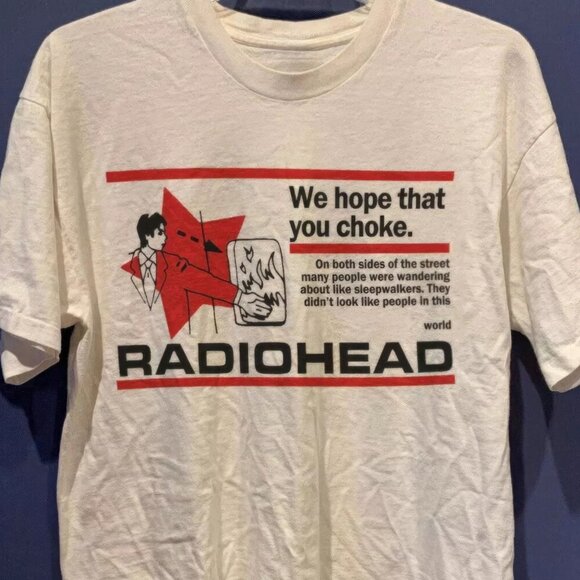 We hope that
you choke.
On both sides of the street
many people were wandering
about like sleepwalkers. They
didn't look like people in this
world
RADIOHEAD